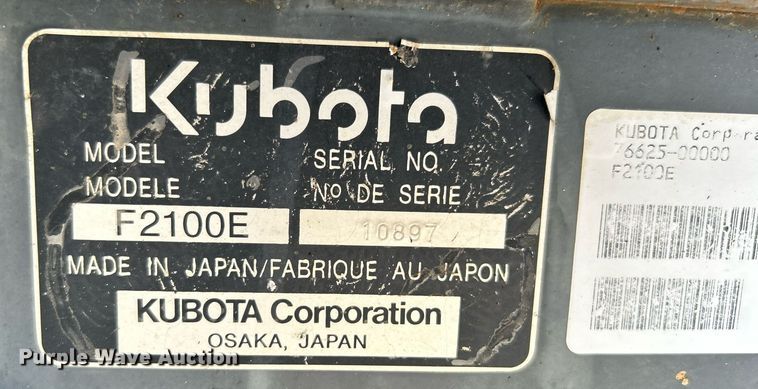 Kubota
MODEL
MODELE
F2100E
SERIAL NO.
No DE SERIE
10897
MADE IN JAPAN/FABRIQUE AU JAPON
KUBOTA Corporation
OSAKA, JAPAN
KUBOTA Corpora
76625-00000
F2100E
Purple Wave Auction